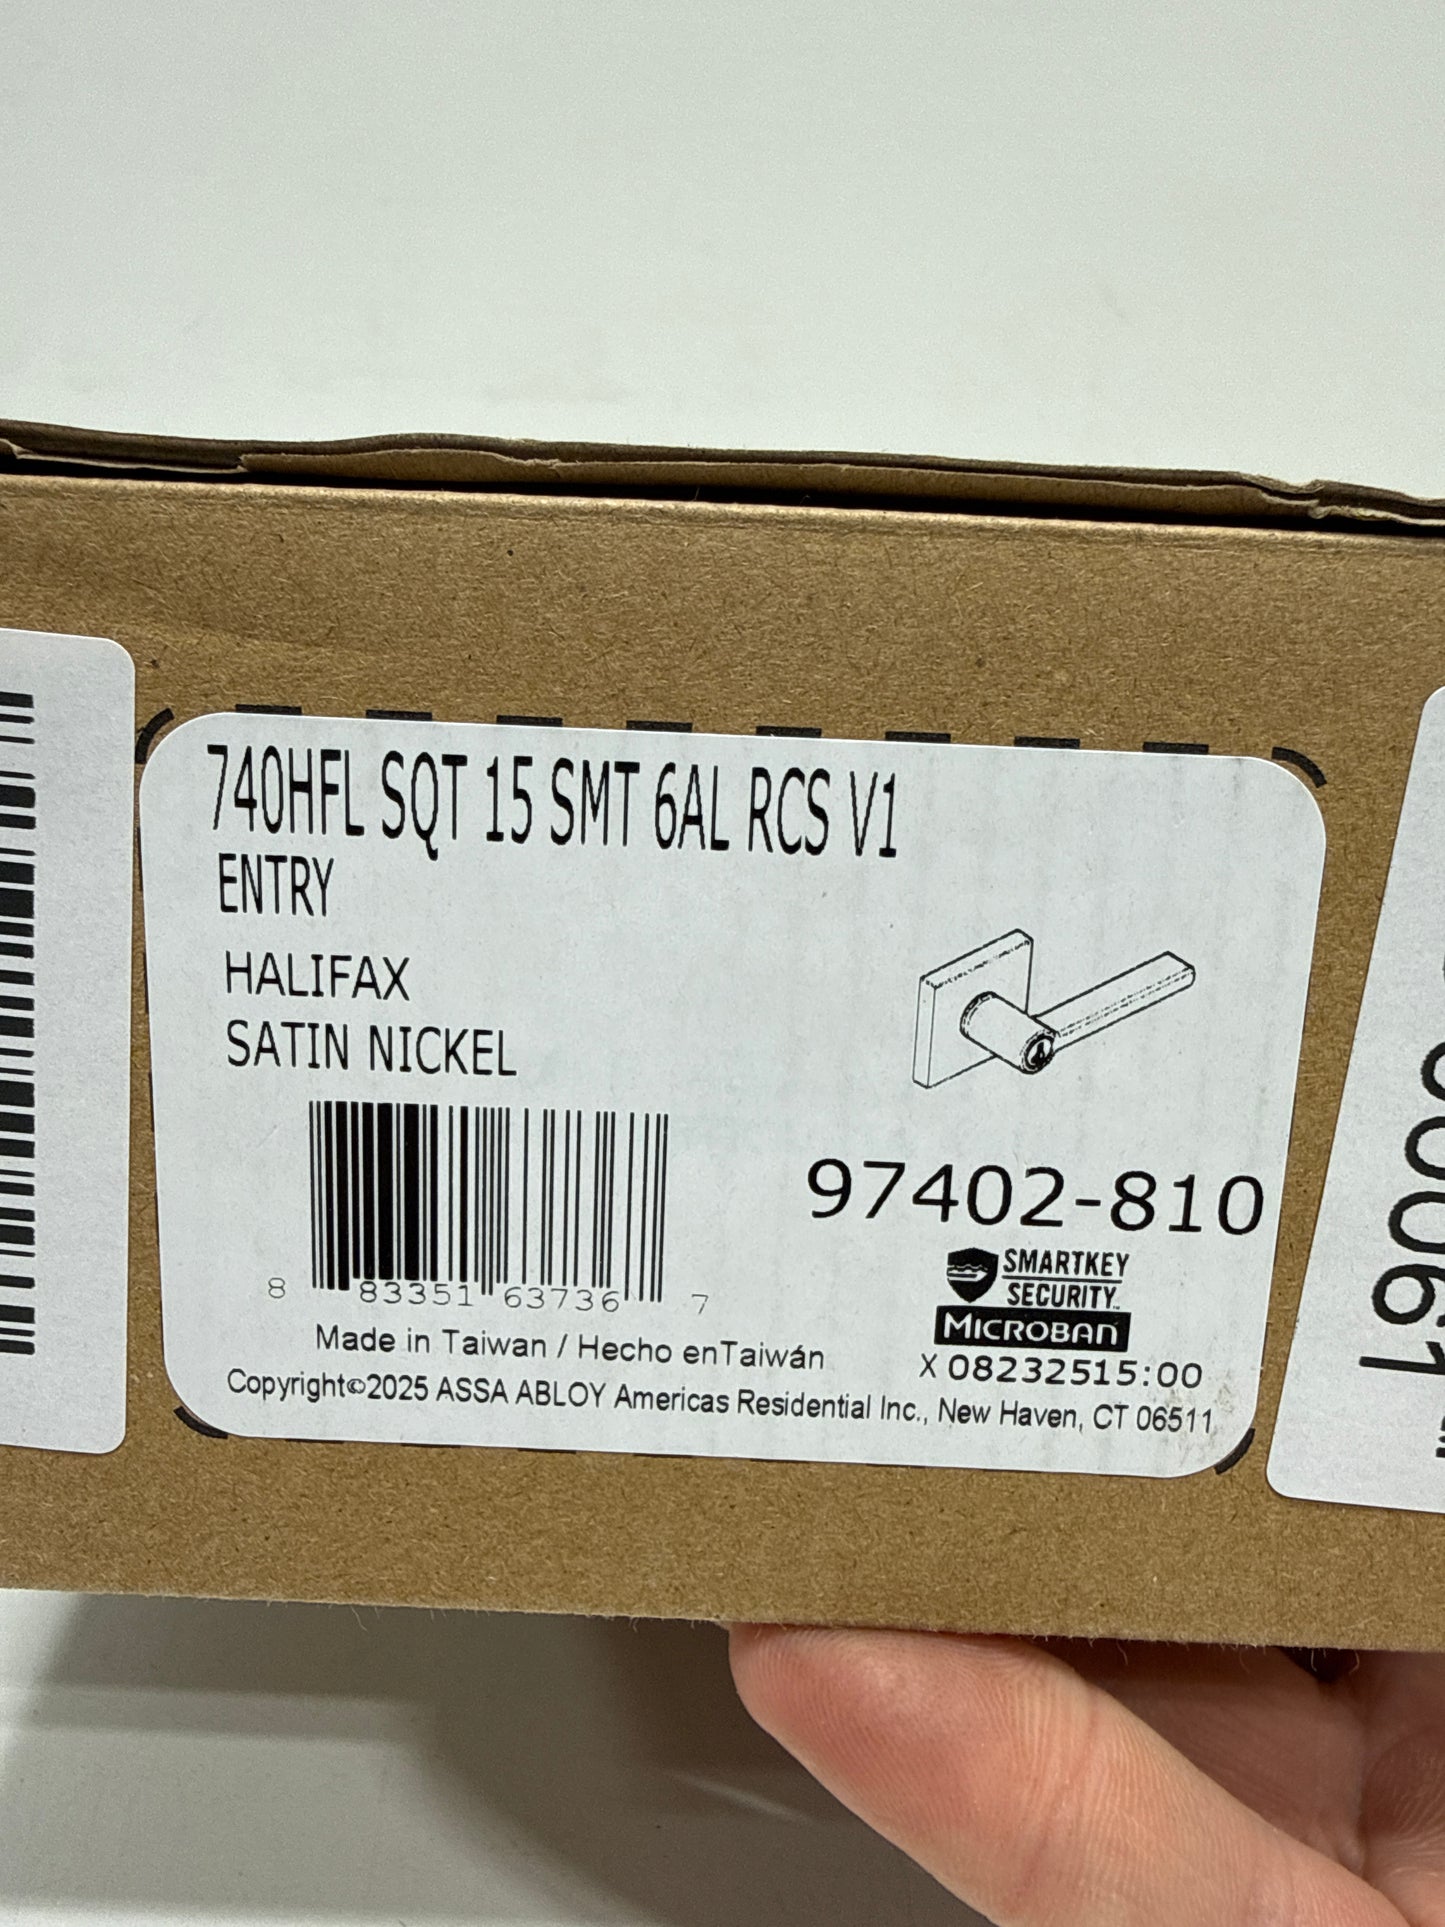 740HFL SQT 15 SMT 6AL RCS V1
ENTRY
HALIFAX
SATIN NICKEL
97402-810
8 83351 63736 7
SMARTKEY
SECURITY
MICROBAN
Made in Taiwan / Hecho enTaiwán
X 08232515:00
Copyright©2025 ASSA ABLOY Americas Residential Inc., New Haven, CT 06511